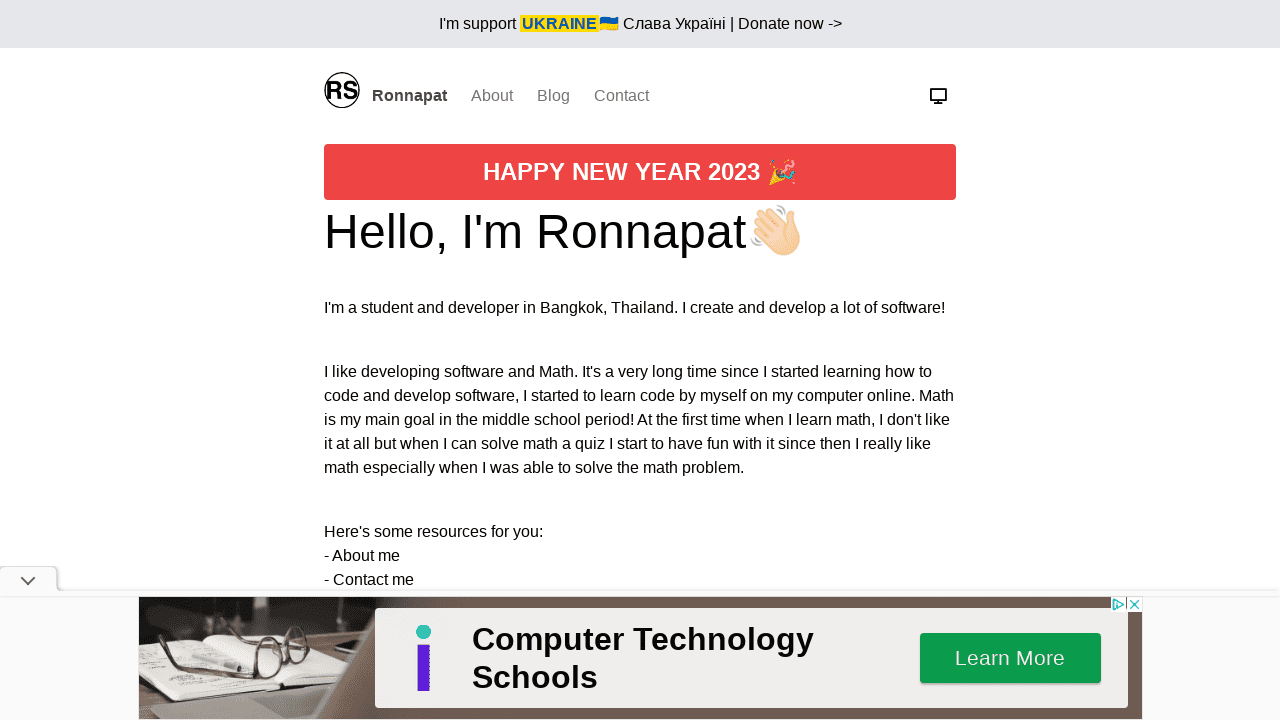 I'm support UKRAINE🇺🇦 Слава Україні | Donate now ->
RS Ronnapat About Blog Contact
HAPPY NEW YEAR 2023 🎉
Hello, I'm Ronnapat👋🏻
I'm a student and developer in Bangkok, Thailand. I create and develop a lot of software!
I like developing software and Math. It's a very long time since I started learning how to
code and develop software, I started to learn code by myself on my computer online. Math
is my main goal in the middle school period! At the first time when I learn math, I don't like
it at all but when I can solve math a quiz I start to have fun with it since then I really like
math especially when I was able to solve the math problem.
Here's some resources for you:
- About me
- Contact me
Computer Technology
Schools
Learn More